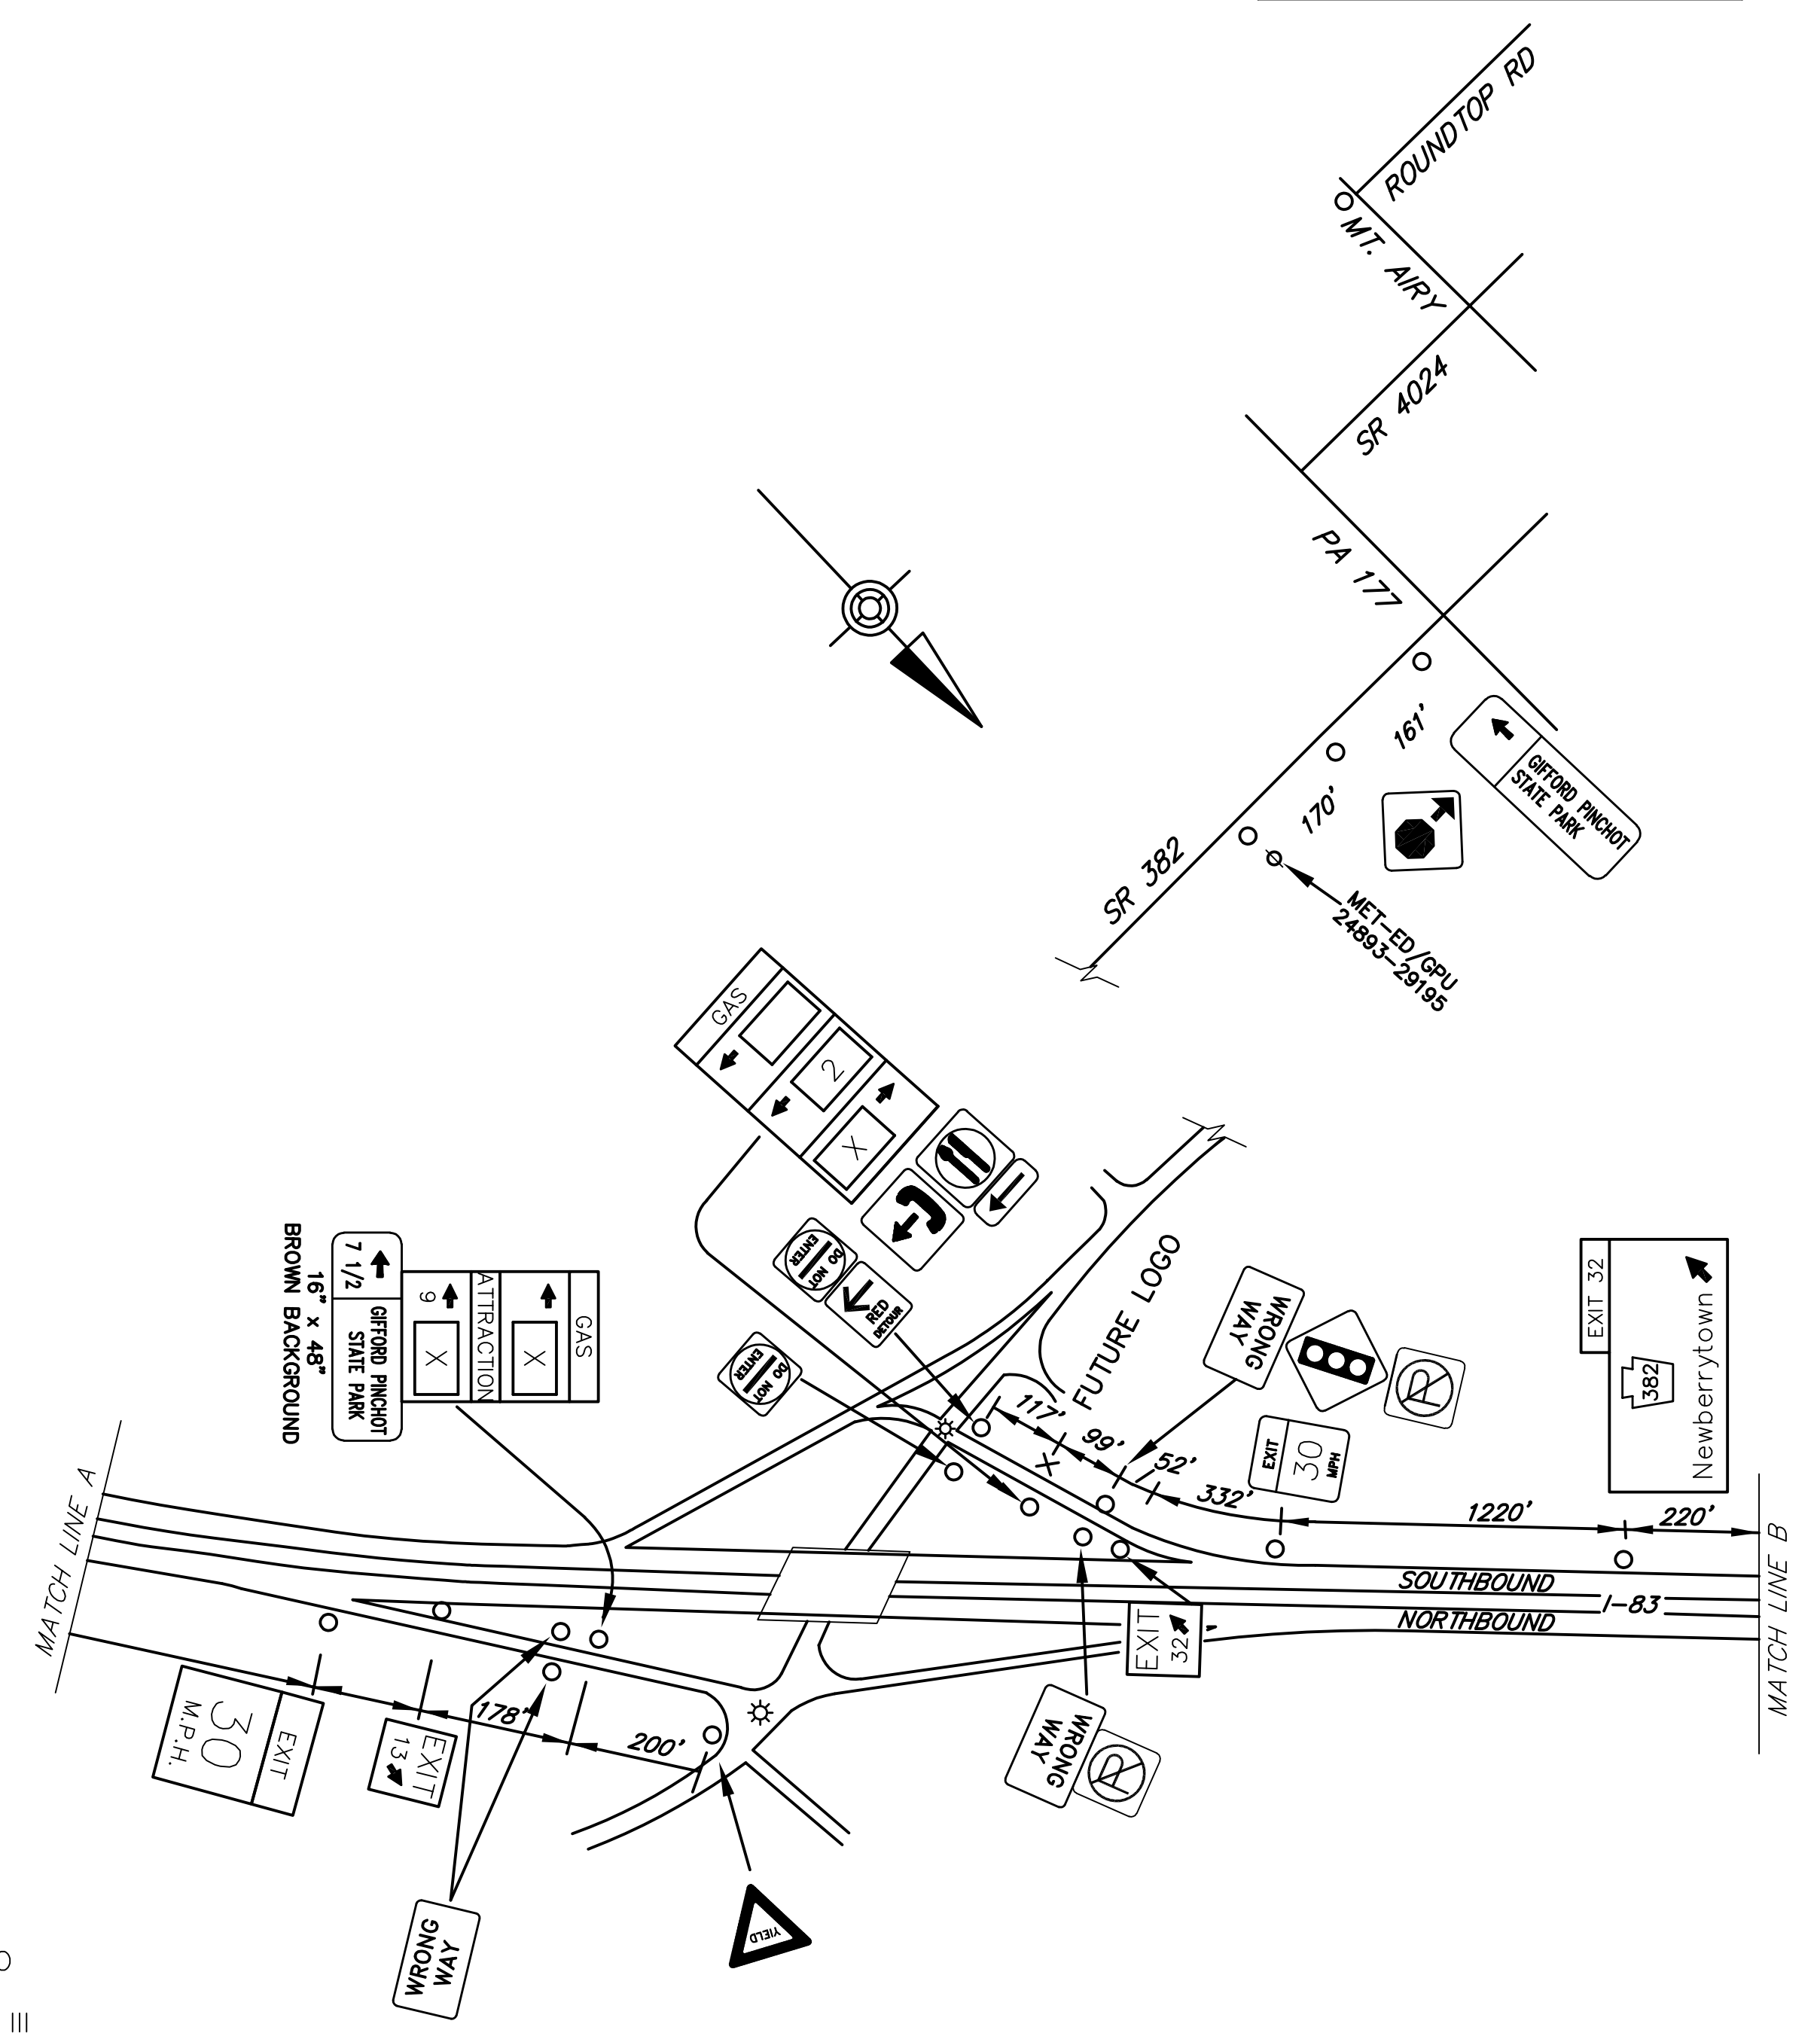 ROUNDTOP RD
MT. AIRY
SR 4024
PA 177
161'
170'
GIFFORD PINCHOT
STATE PARK
SR 382
MET-ED/GPU
24893-29195
GAS
2
X
DO NOT
ENTER
RED
DETOUR
DO NOT
ENTER
FUTURE LOGO
WRONG
WAY
P
EXIT
30
MPH
EXIT 32
382
Newberrytown
7 1/2
GIFFORD PINCHOT
STATE PARK
16" x 48"
BROWN BACKGROUND
GAS
X
ATTRACTION
9
X
117'
99'
52'
332'
1220'
220'
X
MATCH LINE A
MATCH LINE B
SOUTHBOUND
I-83
NORTHBOUND
EXIT
32
'
WRONG
WAY
P
EXIT
30
M.P.H.
EXIT
13
178'
200'
WRONG
WAY
YIELD